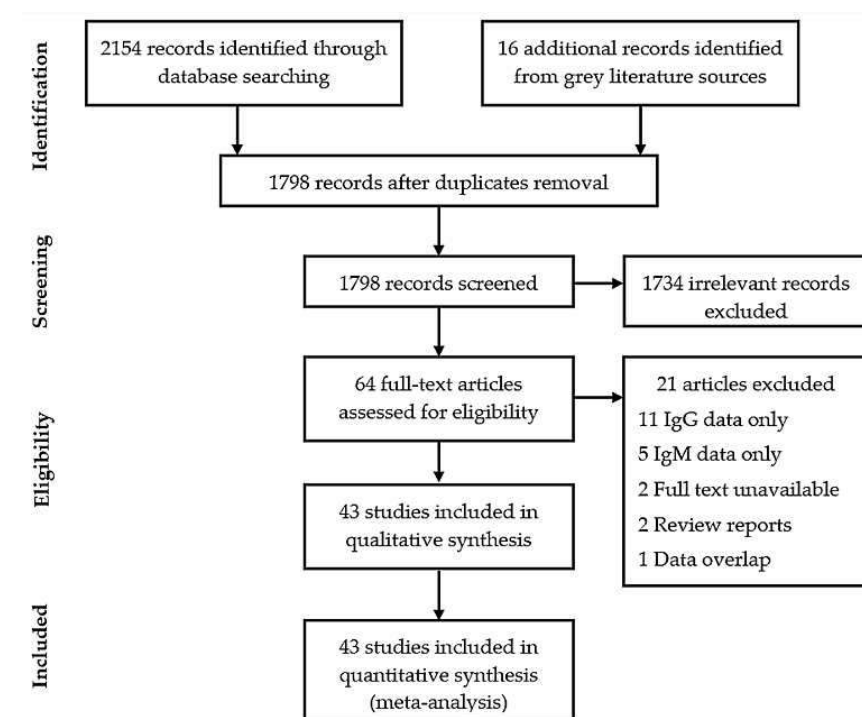 Identification
2154 records identified through
database searching
16 additional records identified
from grey literature sources
1798 records after duplicates removal
Screening
1798 records screened
1734 irrelevant records
excluded
Eligibility
64 full-text articles
assessed for eligibility
21 articles excluded
11 IgG data only
5 IgM data only
2 Full text unavailable
2 Review reports
1 Data overlap
43 studies included in
qualitative synthesis
Included
43 studies included in
quantitative synthesis
(meta-analysis)